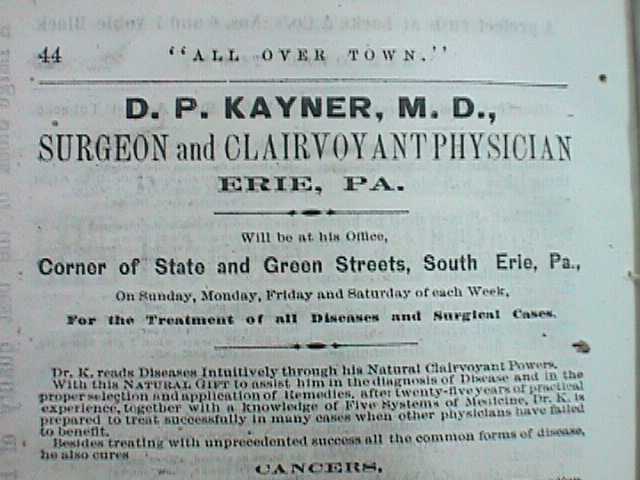 44 "ALL OVER TOWN."
D. P. KAYNER, M. D.,
SURGEON and CLAIRVOYANT PHYSICIAN
ERIE, PA.
Will be at his Office,
Corner of State and Green Streets, South Erie, Pa.,
On Sunday, Monday, Friday and Saturday of each Week,
For the Treatment of all Diseases and Surgical Cases.
Dr. K. reads Diseases Intuitively through his Natural Clairvoyant Powers.
With this NATURAL GIFT to assist him in the diagnosis of Disease and in the
proper selection and application of Remedies, after twenty-five years of practical
experience, together with a knowledge of Five Systems of Medicine, Dr. K. is
prepared to treat successfully in many cases when other physicians have failed
to benefit.
Besides treating with unprecedented success all the common forms of disease,
he also cures
CANCERS,